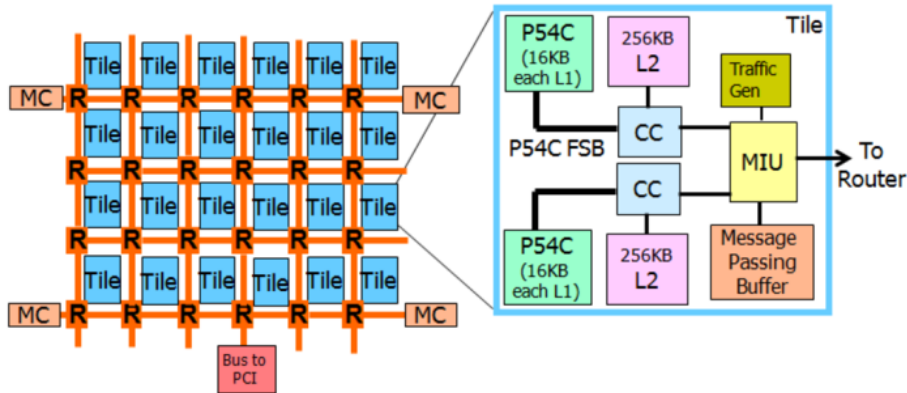 Tile Tile Tile Tile Tile Tile
MC R R R R R R MC
Tile Tile Tile Tile Tile Tile
R R R R R R
Tile Tile Tile Tile Tile Tile
R R R R R R
Tile Tile Tile Tile Tile Tile
MC R R R R R R MC
Bus to
PCI
Tile
P54C
(16KB
each L1)
256KB
L2
Traffic
Gen
CC
P54C FSB
MIU
To
Router
CC
P54C
(16KB
each L1)
256KB
L2
Message
Passing
Buffer